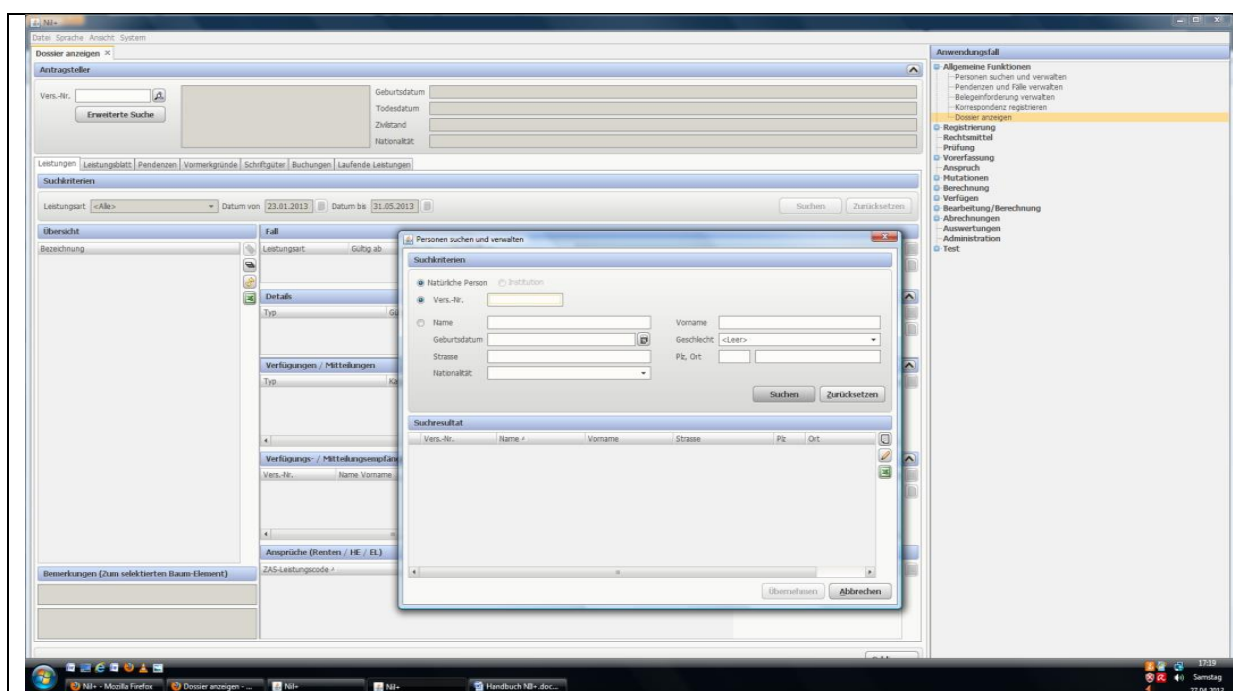 Nil+
Datei Sprache Ansicht System
Dossier anzeigen
Antragsteller
Vers.-Nr.
Erweiterte Suche
Geburtsdatum
Todesdatum
Zivilstand
Nationalität
Leistungen Leistungsblatt Pendenzen Vormerkgründe Schriftgüter Buchungen Laufende Leistungen
Suchkriterien
Leistungsart <Alle> Datum von 23.01.2013 Datum bis 31.05.2013 Suchen Zurücksetzen
Übersicht
Bezeichnung
Fall
Leistungsart Gültig ab
Details
Typ
Verfügungen / Mitteilungen
Typ
Verfügungs- / Mitteilungsempfäng
Vers.-Nr. Name Vorname
Ansprüche (Renten / HE / EL)
ZAS-Leistungscode
Bemerkungen (Zum selektierten Baum-Element)
Personen suchen und verwalten
Suchkriterien
Natürliche Person Institution
Vers.-Nr.
Name Vorname
Geburtsdatum Geschlecht <Leer>
Strasse Plz, Ort
Nationalität
Suchen Zurücksetzen
Suchresultat
Vers.-Nr. Name Vorname Strasse Plz Ort
Übernehmen Abbrechen
Anwendungsfall
Allgemeine Funktionen
Personen suchen und verwalten
Pendenzen und Fälle verwalten
Belegeinforderung verwalten
Korrespondenz registrieren
Dossier anzeigen
Registrierung
Rechtsmittel
Prüfung
Vorerfassung
Anspruch
Mutationen
Berechnung
Verfügen
Bearbeitung/Berechnung
Abrechnungen
Auswertungen
Administration
Test
Nil+ - Mozilla Firefox Dossier anzeigen - ... Nil+ Nil+ Handbuch NIl+.doc...
17:19
Samstag